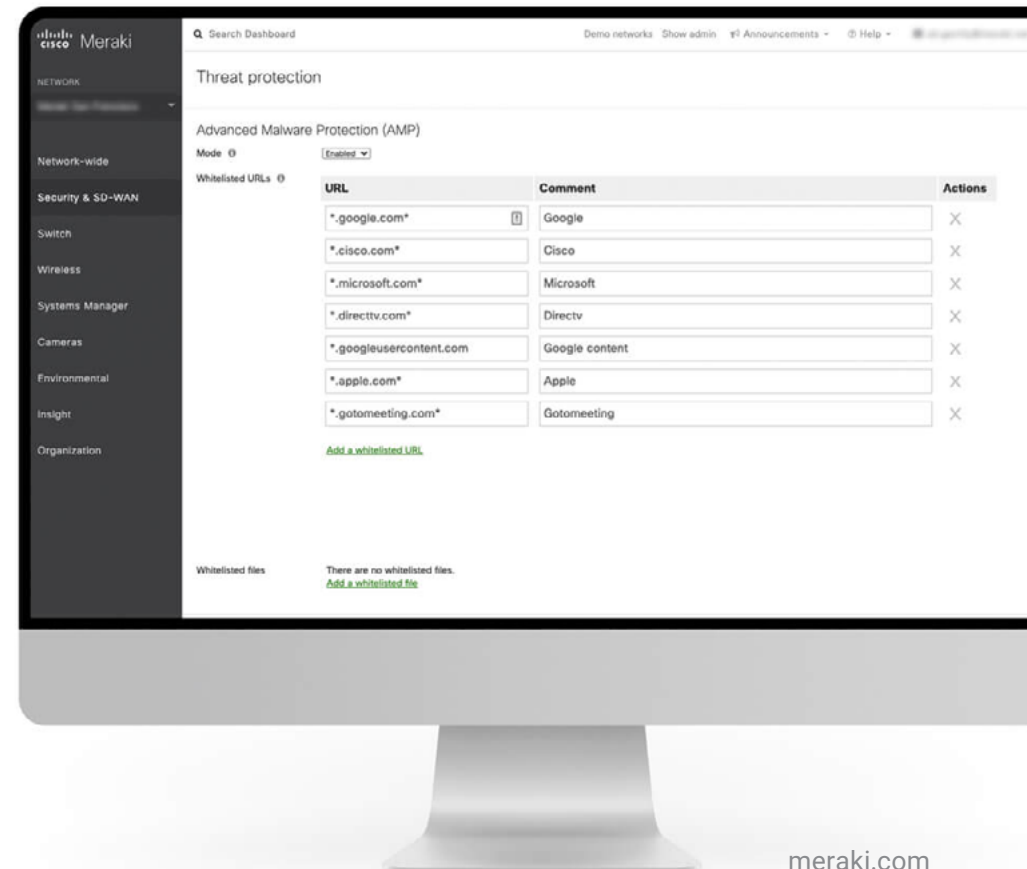 cisco Meraki
Search Dashboard
Demo networks Show admin Announcements Help
NETWORK
Threat protection
Advanced Malware Protection (AMP)
Mode
Enabled
Whitelisted URLs
URL Comment Actions
*.google.com* Google X
*.cisco.com* Cisco X
*.microsoft.com* Microsoft X
*.directtv.com* Directv X
*.googleusercontent.com Google content X
*.apple.com* Apple X
*.gotomeeting.com* Gotomeeting X
Add a whitelisted URL
Whitelisted files
There are no whitelisted files.
Add a whitelisted file
Network-wide
Security & SD-WAN
Switch
Wireless
Systems Manager
Cameras
Environmental
Insight
Organization
meraki.com